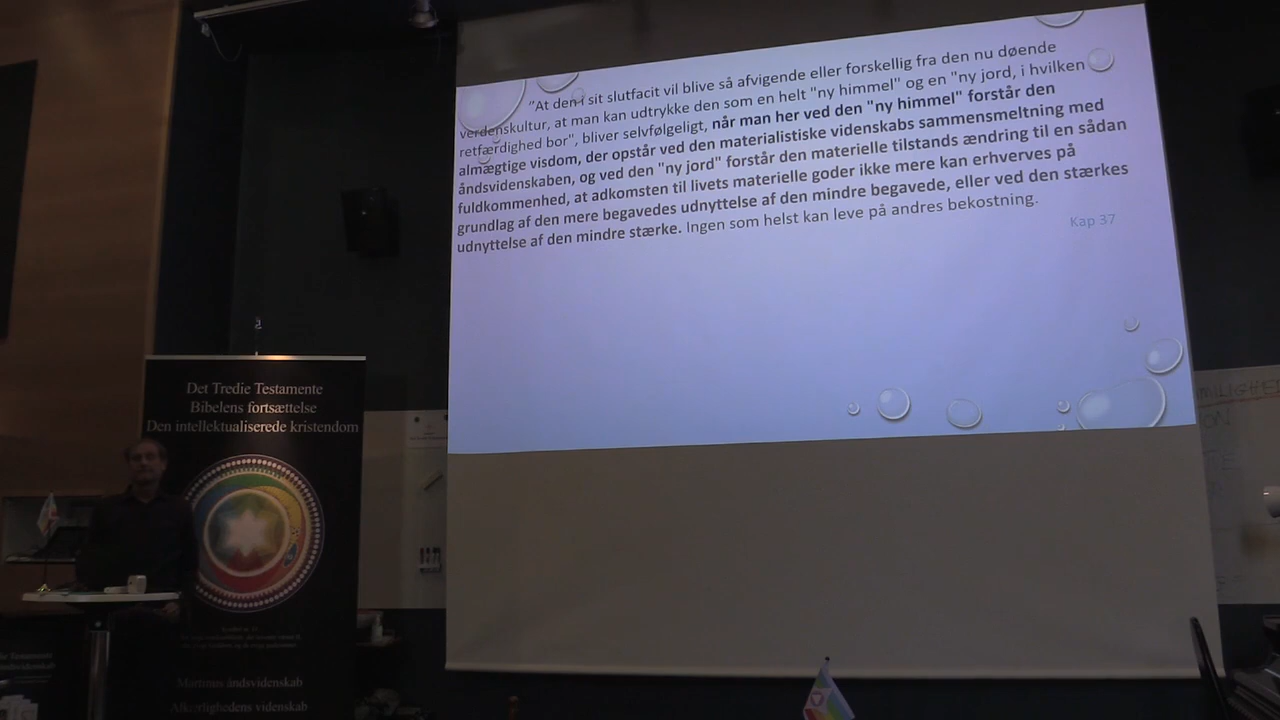 "At den i sit slutfacit vil blive så afvigende eller forskellig fra den nu døende
verdenskultur, at man kan udtrykke den som en helt "ny himmel" og en "ny jord, i hvilken
retfærdighed bor", bliver selvfølgeligt, når man her ved den "ny himmel" forstår den
almægtige visdom, der opstår ved den materialistiske videnskabs sammensmeltning med
åndsvidenskaben, og ved den "ny jord" forstår den materielle tilstands ændring til en sådan
fuldkommenhed, at adkomsten til livets materielle goder ikke mere kan erhverves på
grundlag af den mere begavedes udnyttelse af den mindre begavede, eller ved den stærkes
udnyttelse af den mindre stærke. Ingen som helst kan leve på andres bekostning.
Kap 37
Det Tredie Testamente
Bibelens fortsættelse
Den intellektualiserede kristendom
Martinus åndsvidenskab
Alkærlighedens videnskab